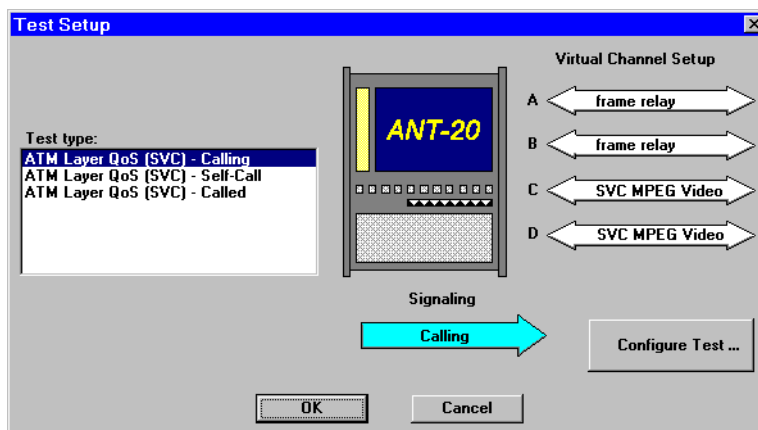 Test Setup
Virtual Channel Setup
A frame relay
B frame relay
C SVC MPEG Video
D SVC MPEG Video
ANT-20
Test type:
ATM Layer QoS (SVC) - Calling
ATM Layer QoS (SVC) - Self-Call
ATM Layer QoS (SVC) - Called
Signaling
Calling
Configure Test ...
OK
Cancel